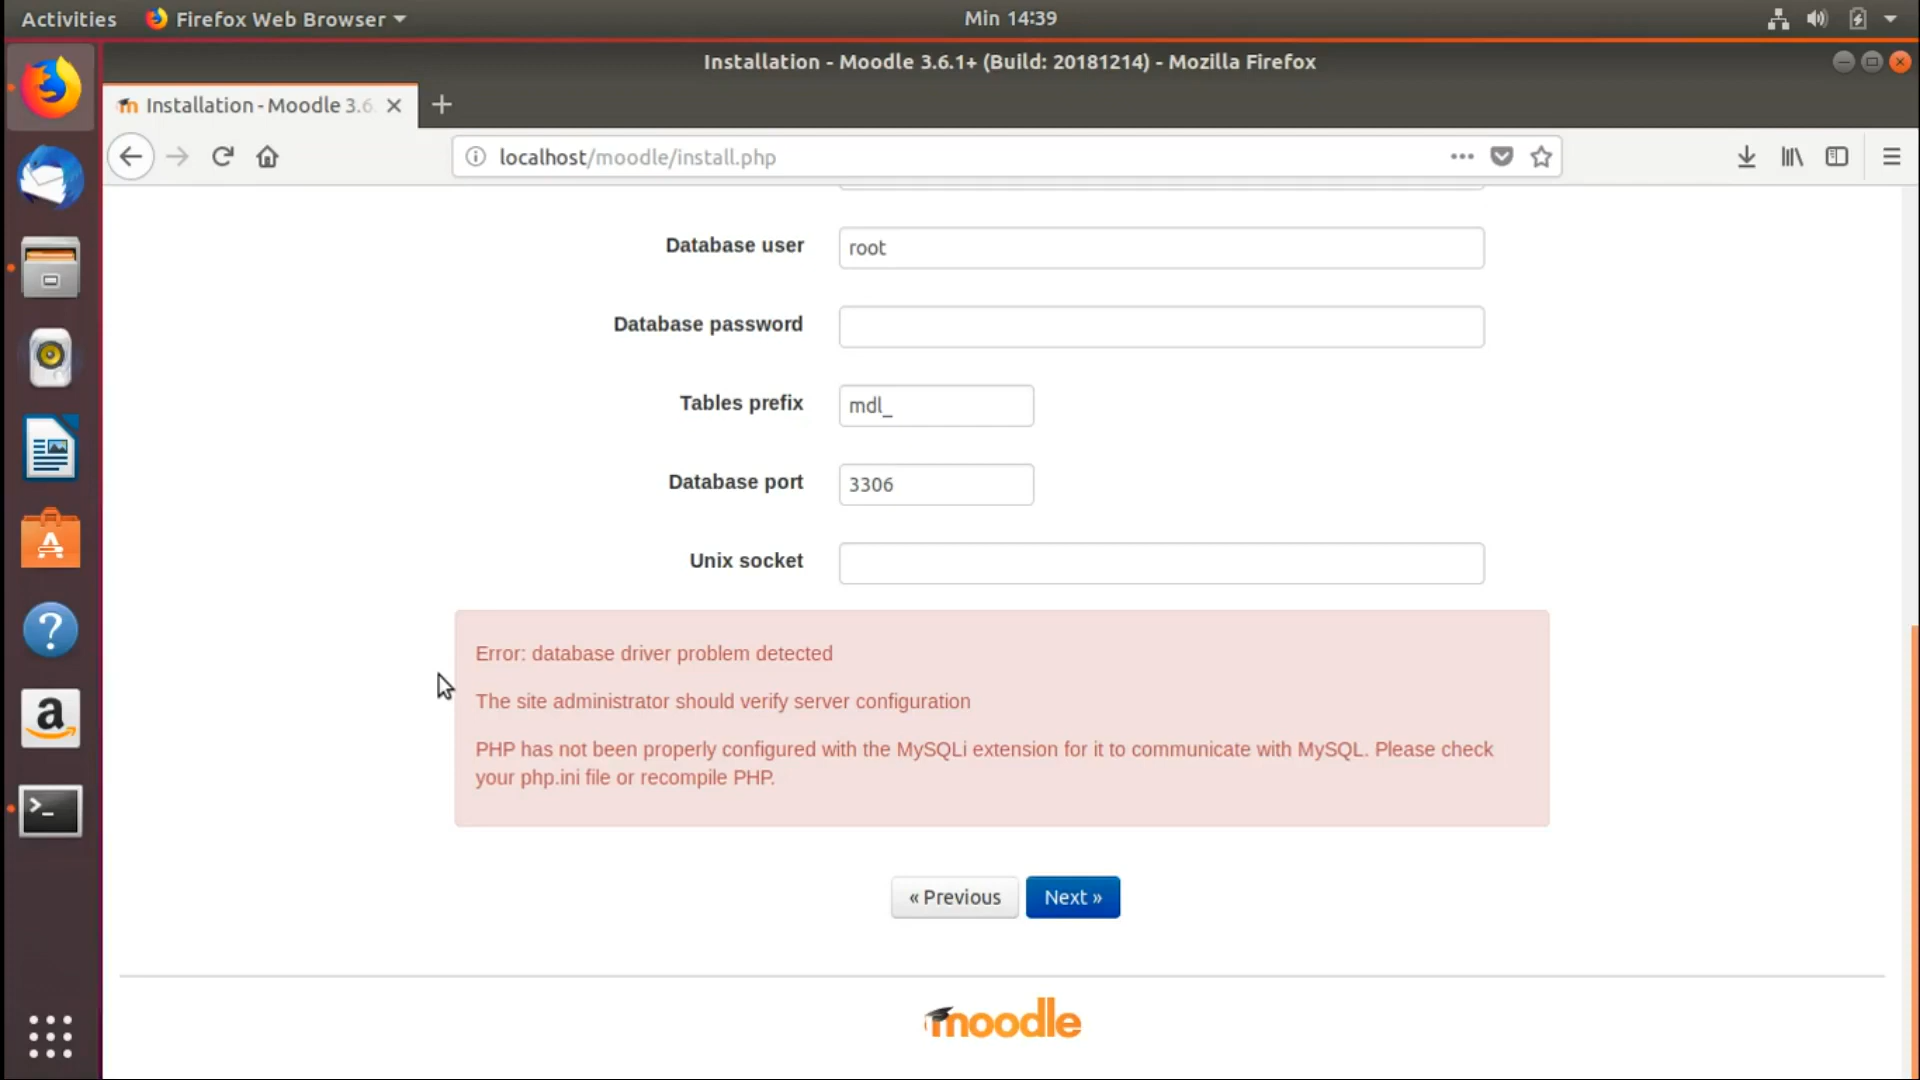 Activities
Firefox Web Browser
Min 14:39
Installation - Moodle 3.6.1+ (Build: 20181214) - Mozilla Firefox
Installation - Moodle 3.6
localhost/moodle/install.php
Database user
root
Database password
Tables prefix
mdl_
Database port
3306
Unix socket
Error: database driver problem detected
The site administrator should verify server configuration
PHP has not been properly configured with the MySQLi extension for it to communicate with MySQL. Please check
your php.ini file or recompile PHP.
« Previous
Next »
moodle